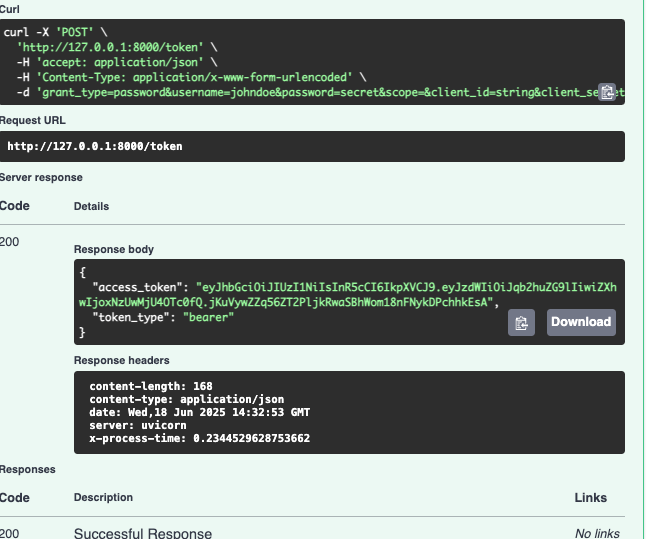 Curl
curl -X 'POST' \
'http://127.0.0.1:8000/token' \
-H 'accept: application/json' \
-H 'Content-Type: application/x-www-form-urlencoded' \
-d 'grant_type=password&username=johndoe&password=secret&scope=&client_id=string&client_se
Request URL
http://127.0.0.1:8000/token
Server response
Code Details
200
Response body
{
"access_token": "eyJhbGciOiJIUzI1NiIsInR5cCI6IkpXVCJ9.eyJzdWIiOiJqb2huZG9lIiwiZXh
wIjoxNzUwMjU4OTc0fQ.jKuVywZZq56ZT2PljkRwaSBhWom18nFNykDPchhkEsA",
"token_type": "bearer"
}
Download
Response headers
content-length: 168
content-type: application/json
date: Wed,18 Jun 2025 14:32:53 GMT
server: uvicorn
x-process-time: 0.2344529628753662
Responses
Code Description Links
200 Successful Response No links